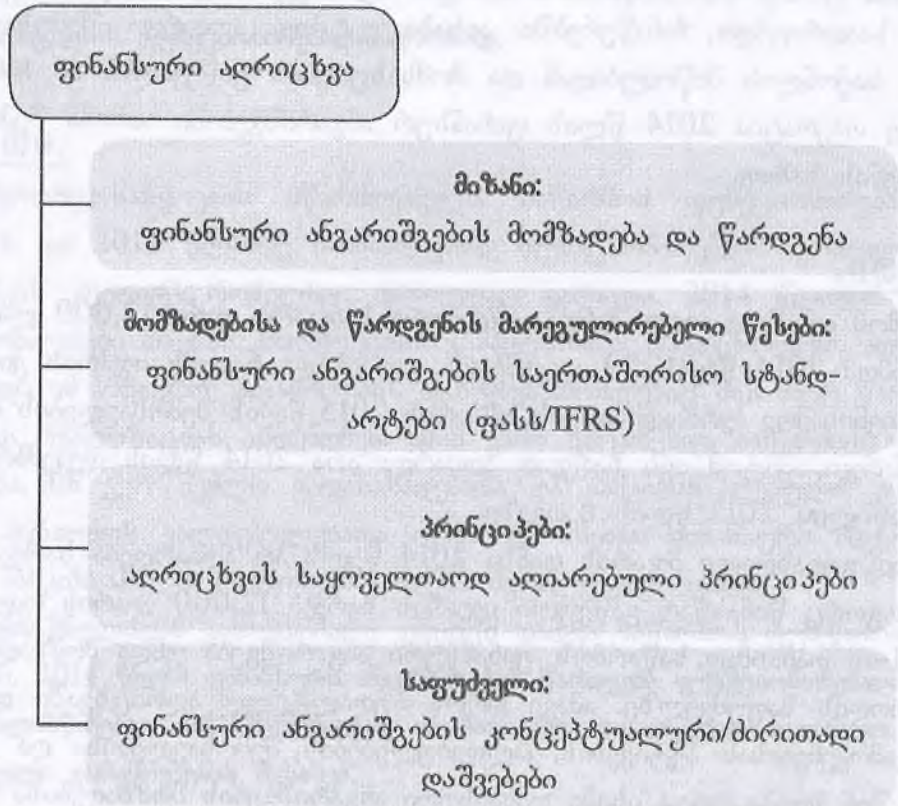 ფინანსური აღრიცხვა
მიზანი:
ფინანსური ანგარიშგების მომზადება და წარდგენა
მომზადებისა და წარდგენის მარეგულირებელი წესები:
ფინანსური ანგარიშგების საერთაშორისო სტანდ-
არტები (ფასს/IFRS)
პრინციპები:
აღრიცხვის საყოველთაოდ აღიარებული პრინციპები
საფუძველი:
ფინანსური ანგარიშგების კონცეპტუალური/ძირითადი
დაშვებები